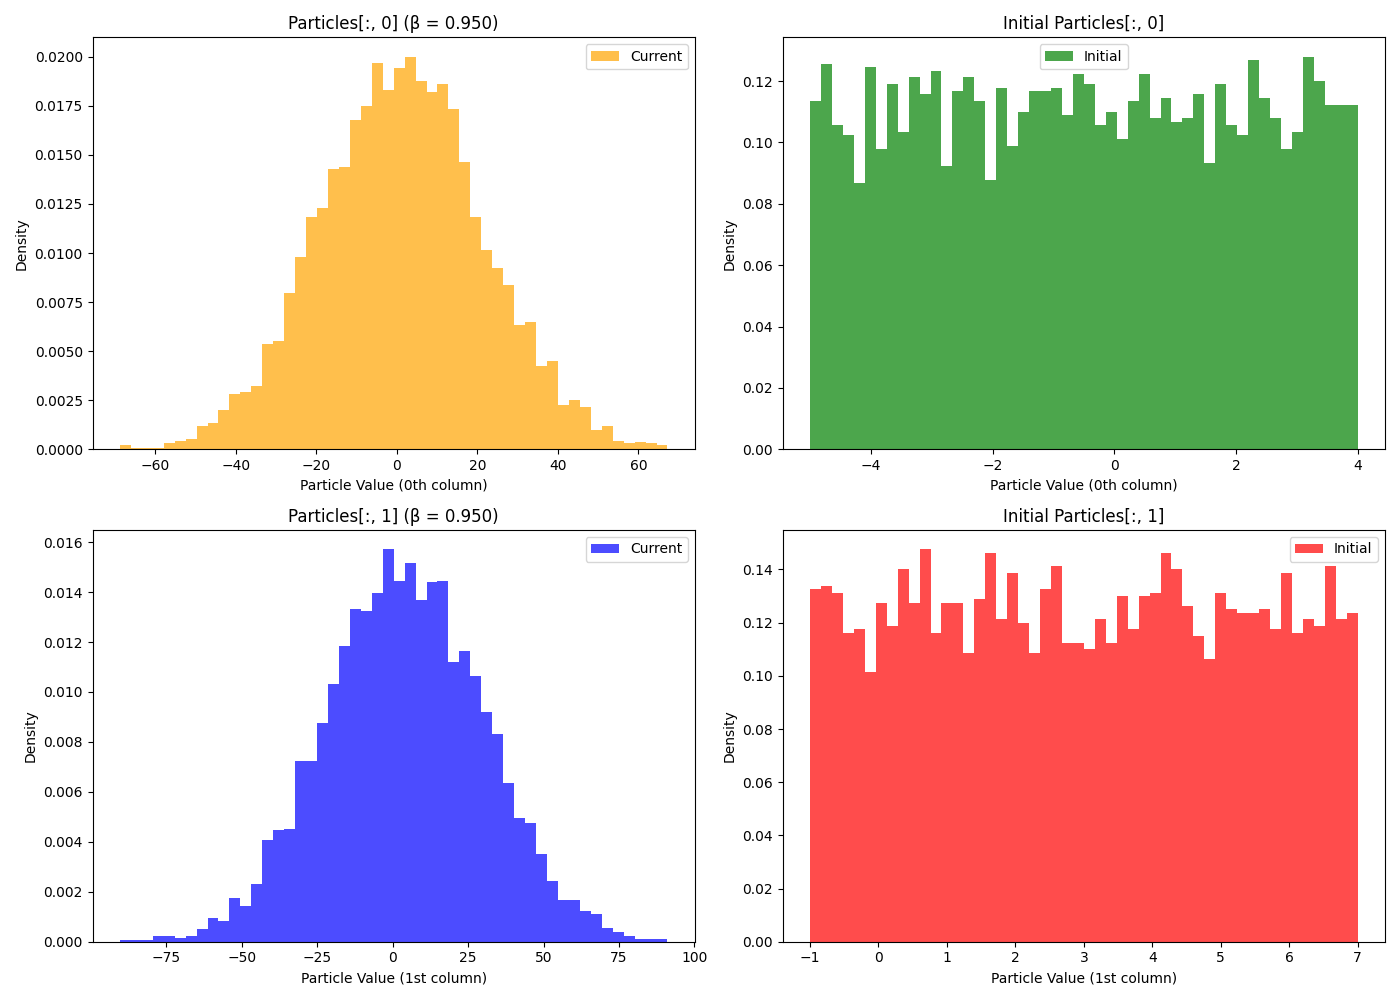 Particles[:, 0] (β = 0.950)
Current
0.0200
0.0175
0.0150
0.0125
0.0100
0.0075
0.0050
0.0025
0.0000
Density
−60 −40 −20 0 20 40 60
Particle Value (0th column)
Initial Particles[:, 0]
Initial
0.12
0.10
0.08
0.06
0.04
0.02
0.00
Density
−4 −2 0 2 4
Particle Value (0th column)
Particles[:, 1] (β = 0.950)
Current
0.016
0.014
0.012
0.010
0.008
0.006
0.004
0.002
0.000
Density
−75 −50 −25 0 25 50 75 100
Particle Value (1st column)
Initial Particles[:, 1]
Initial
0.14
0.12
0.10
0.08
0.06
0.04
0.02
0.00
Density
−1 0 1 2 3 4 5 6 7
Particle Value (1st column)